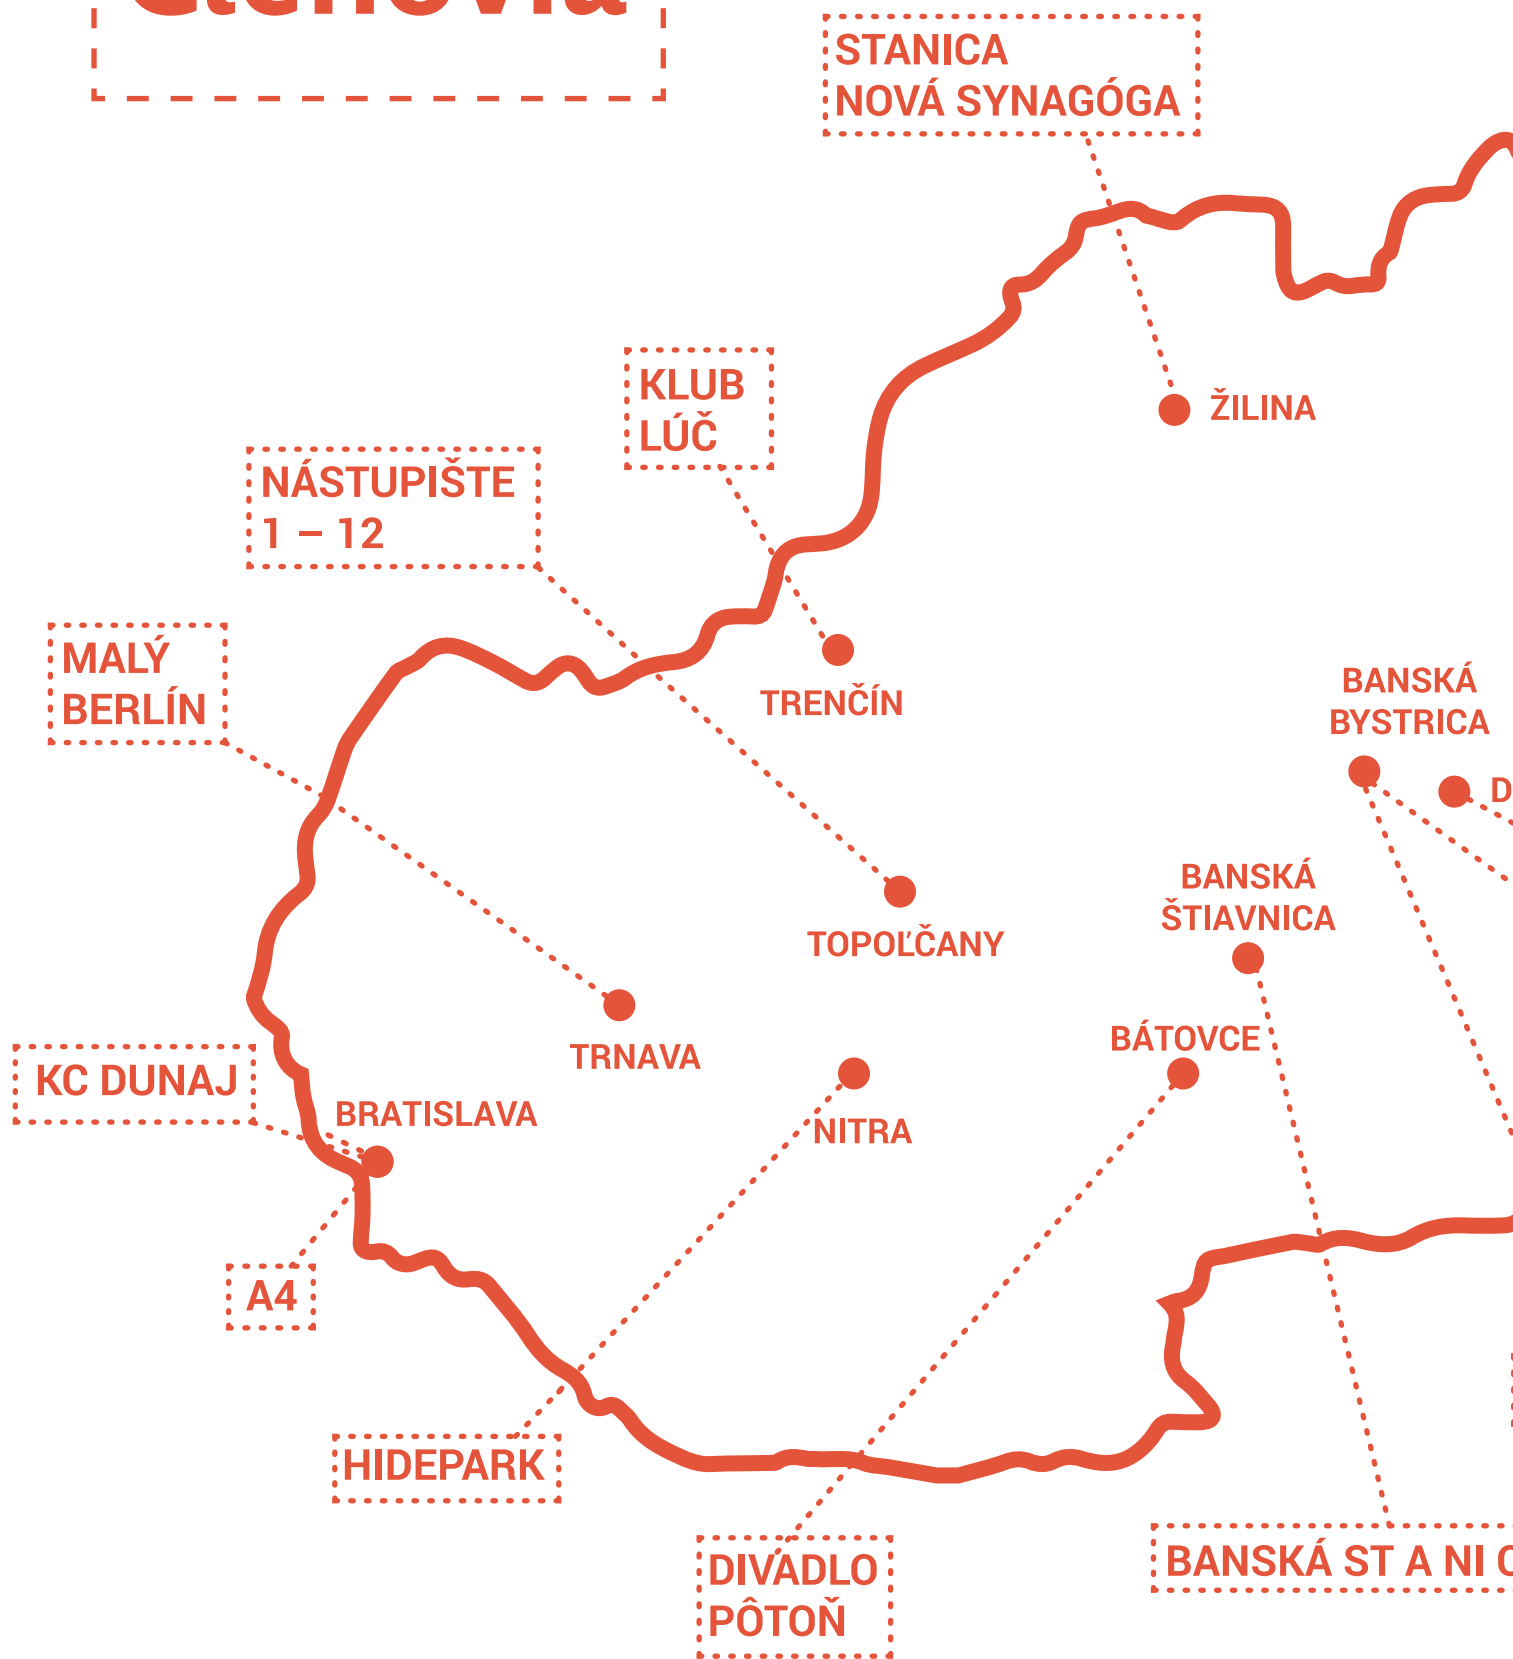 členovia
STANICA
NOVÁ SYNAGÓGA
ŽILINA
KLUB
LÚČ
NÁSTUPIŠTE
1 – 12
MALÝ
BERLÍN
TRENČÍN
BANSKÁ
BYSTRICA
D
BANSKÁ
ŠTIAVNICA
TOPOĽČANY
BÁTOVCE
TRNAVA
KC DUNAJ
BRATISLAVA
NITRA
A4
HIDEPARK
DIVADLO
PÔTOŇ
BANSKÁ ST A NI C